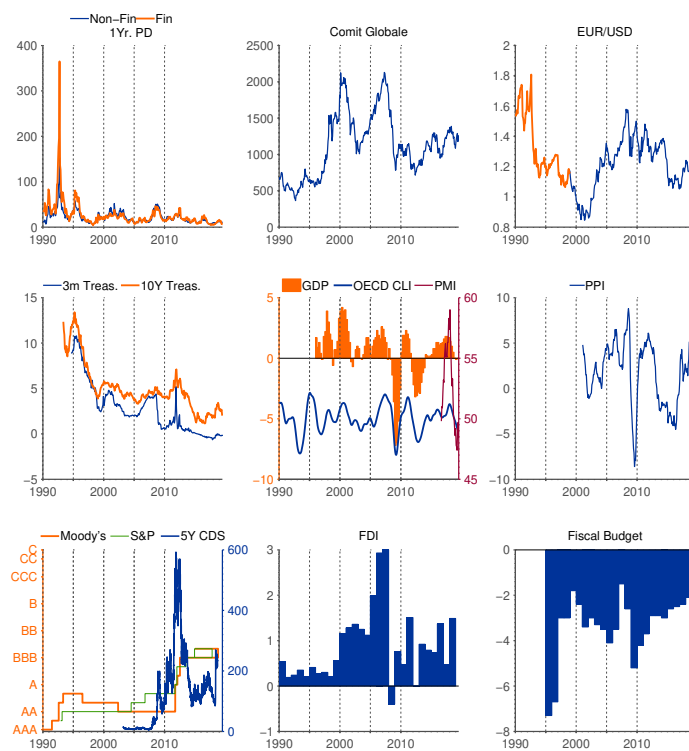 Non-Fin Fin
1Yr. PD
400
300
200
100
0
1990 2000 2010
Comit Globale
2500
2000
1500
1000
500
0
1990 2000 2010
EUR/USD
2
1.8
1.6
1.4
1.2
1
0.8
1990 2000 2010
3m Treas. 10Y Treas.
15
10
5
0
−5
1990 2000 2010
GDP OECD CLI PMI
5 60
0 55
−5 50
−10 45
1990 2000 2010
PPI
10
5
0
−5
−10
1990 2000 2010
Moody's S&P 5Y CDS
C 600
CC
CCC
B 400
BB
BBB
A 200
AA
AAA 0
1990 2000 2010
FDI
3
2
1
0
−1
1990 2000 2010
Fiscal Budget
0
−2
−4
−6
−8
1990 2000 2010